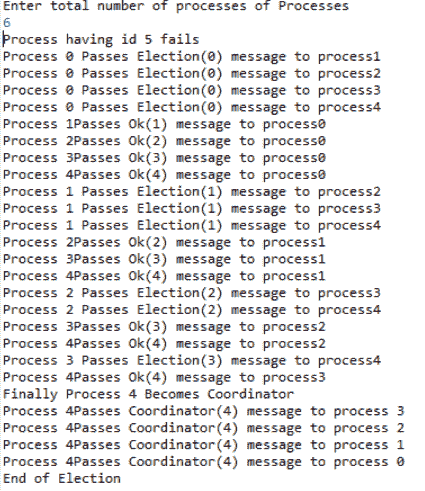 Enter total number of processes of Processes
6
Process having id 5 fails
Process 0 Passes Election(0) message to process1
Process 0 Passes Election(0) message to process2
Process 0 Passes Election(0) message to process3
Process 0 Passes Election(0) message to process4
Process 1Passes Ok(1) message to process0
Process 2Passes Ok(2) message to process0
Process 3Passes Ok(3) message to process0
Process 4Passes Ok(4) message to process0
Process 1 Passes Election(1) message to process2
Process 1 Passes Election(1) message to process3
Process 1 Passes Election(1) message to process4
Process 2Passes Ok(2) message to process1
Process 3Passes Ok(3) message to process1
Process 4Passes Ok(4) message to process1
Process 2 Passes Election(2) message to process3
Process 2 Passes Election(2) message to process4
Process 3Passes Ok(3) message to process2
Process 4Passes Ok(4) message to process2
Process 3 Passes Election(3) message to process4
Process 4Passes Ok(4) message to process3
Finally Process 4 Becomes Coordinator
Process 4Passes Coordinator(4) message to process 3
Process 4Passes Coordinator(4) message to process 2
Process 4Passes Coordinator(4) message to process 1
Process 4Passes Coordinator(4) message to process 0
End of Election